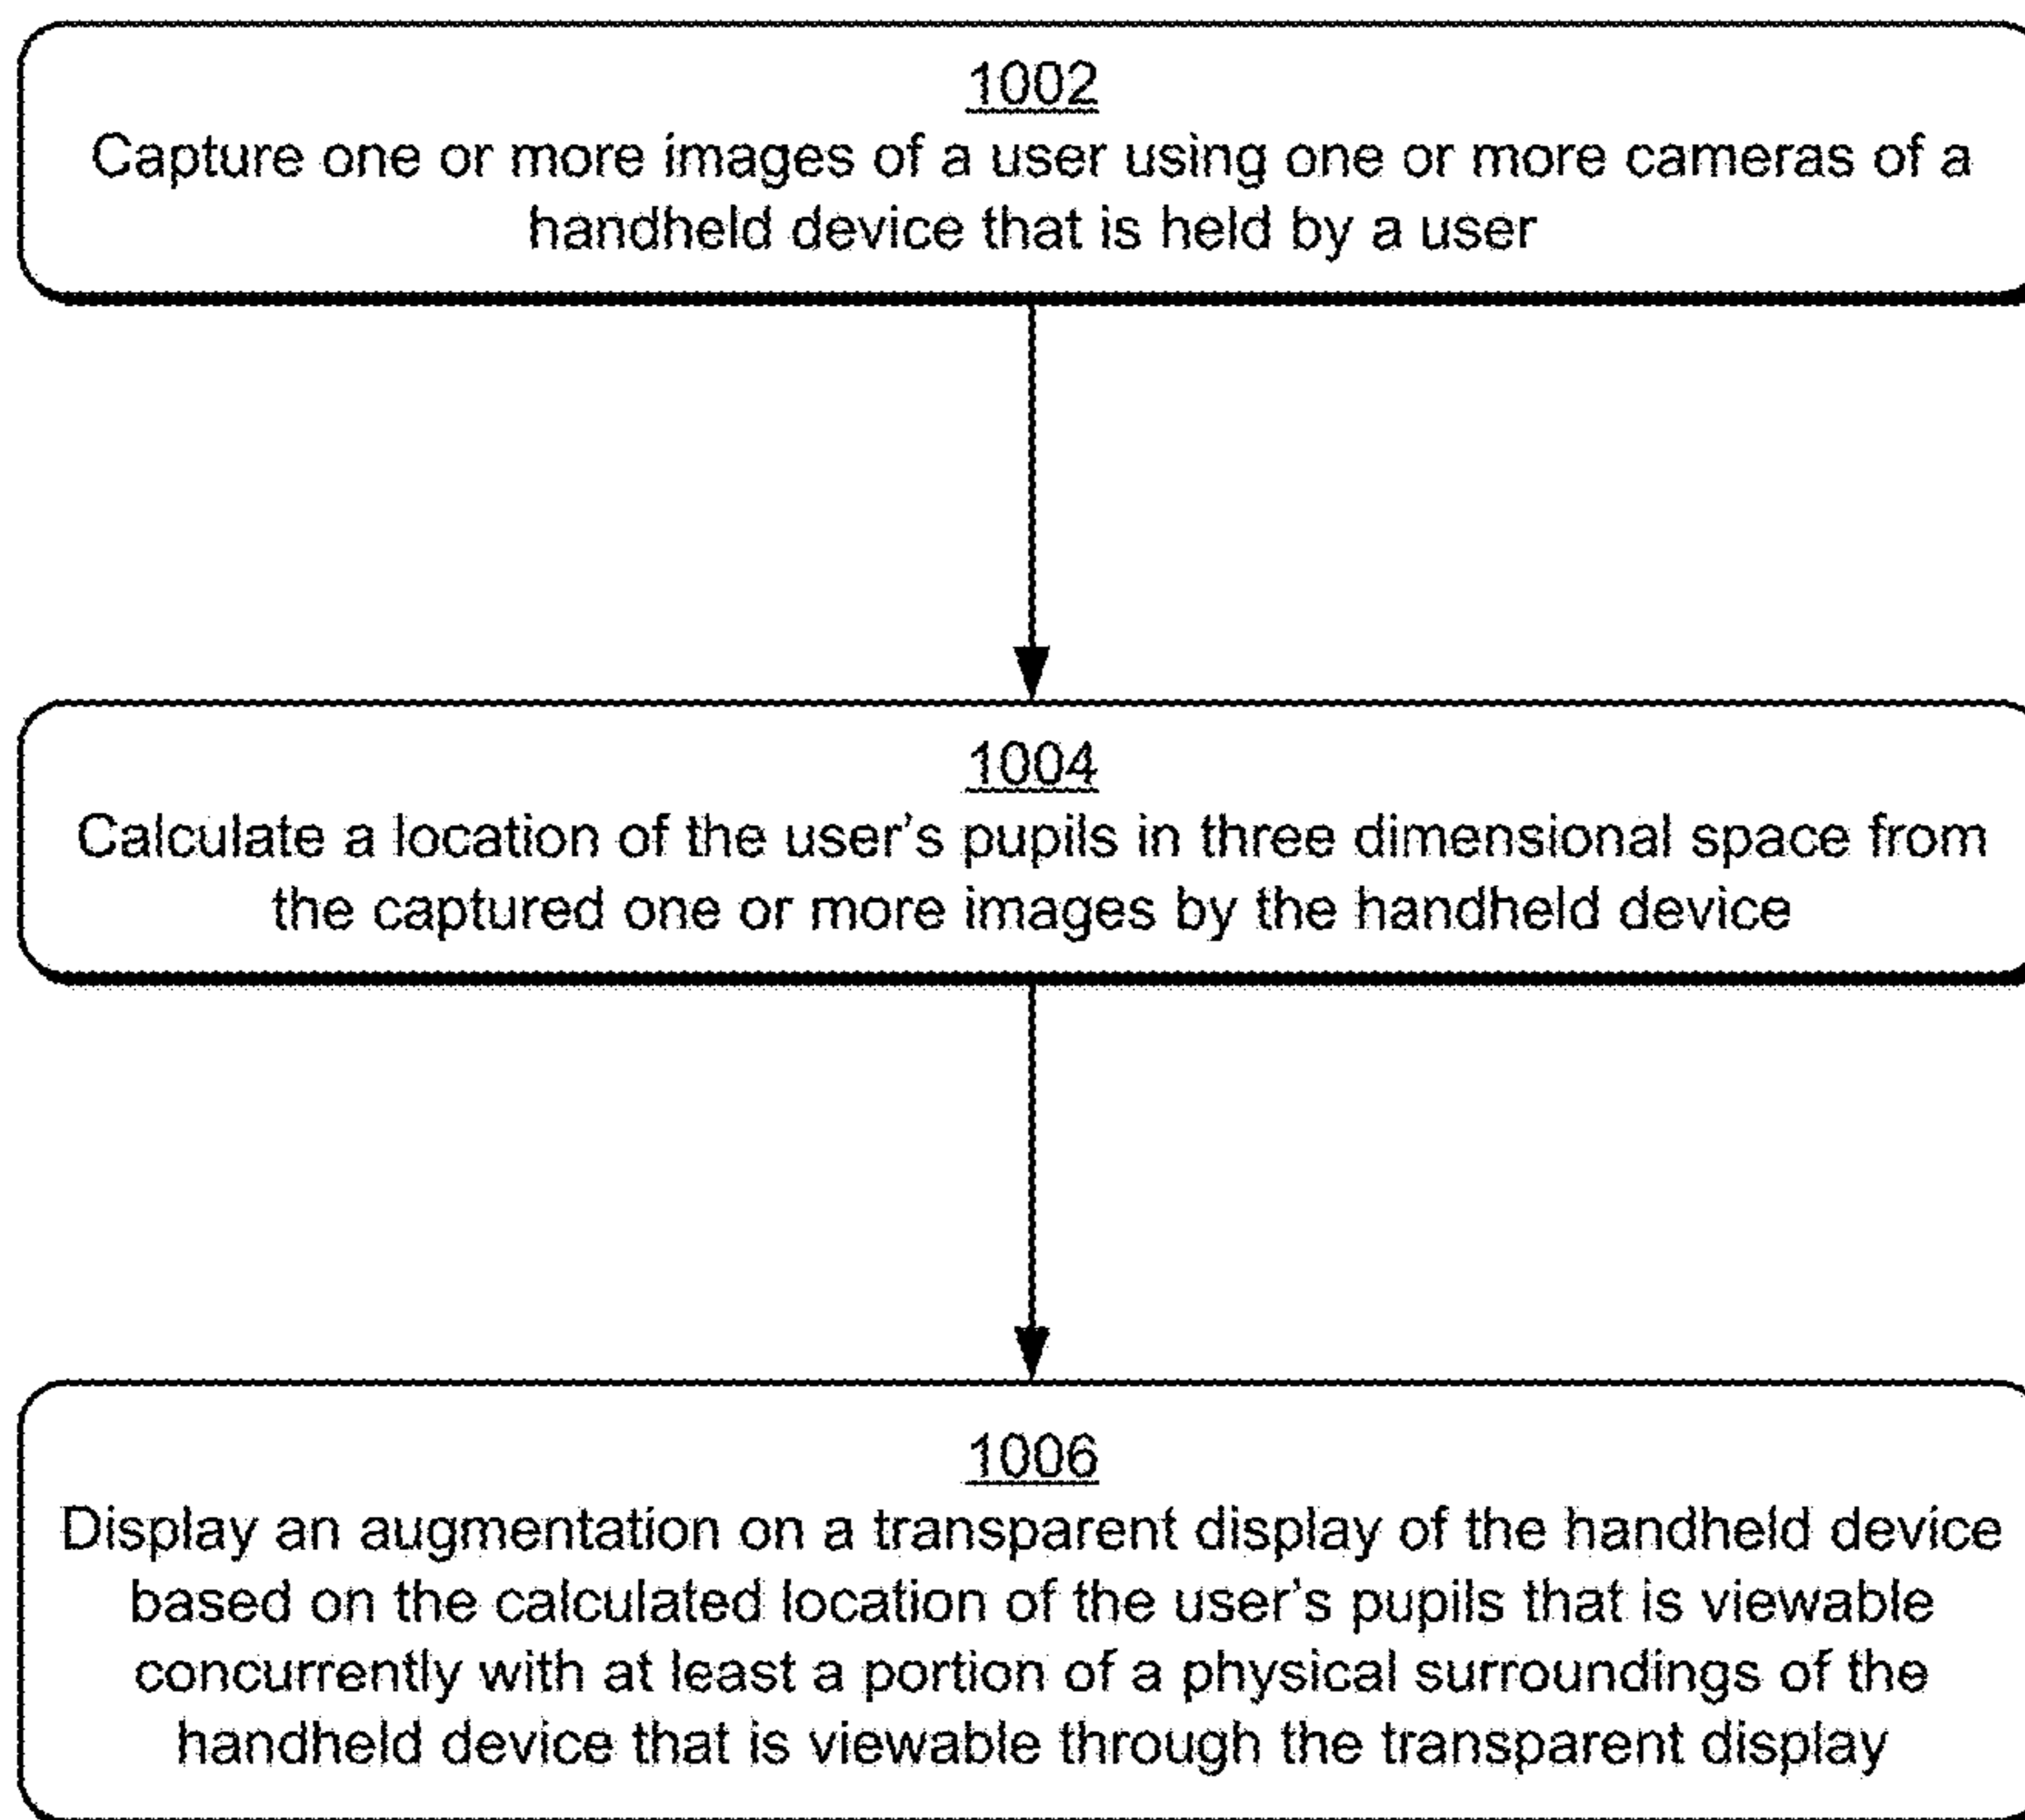 1002
Capture one or more images of a user using one or more cameras of a
handheld device that is held by a user
1004
Calculate a location of the user's pupils in three dimensional space from
the captured one or more images by the handheld device
1006
Display an augmentation on a transparent display of the handheld device
based on the calculated location of the user's pupils that is viewable
concurrently with at least a portion of a physical surroundings of the
handheld device that is viewable through the transparent display